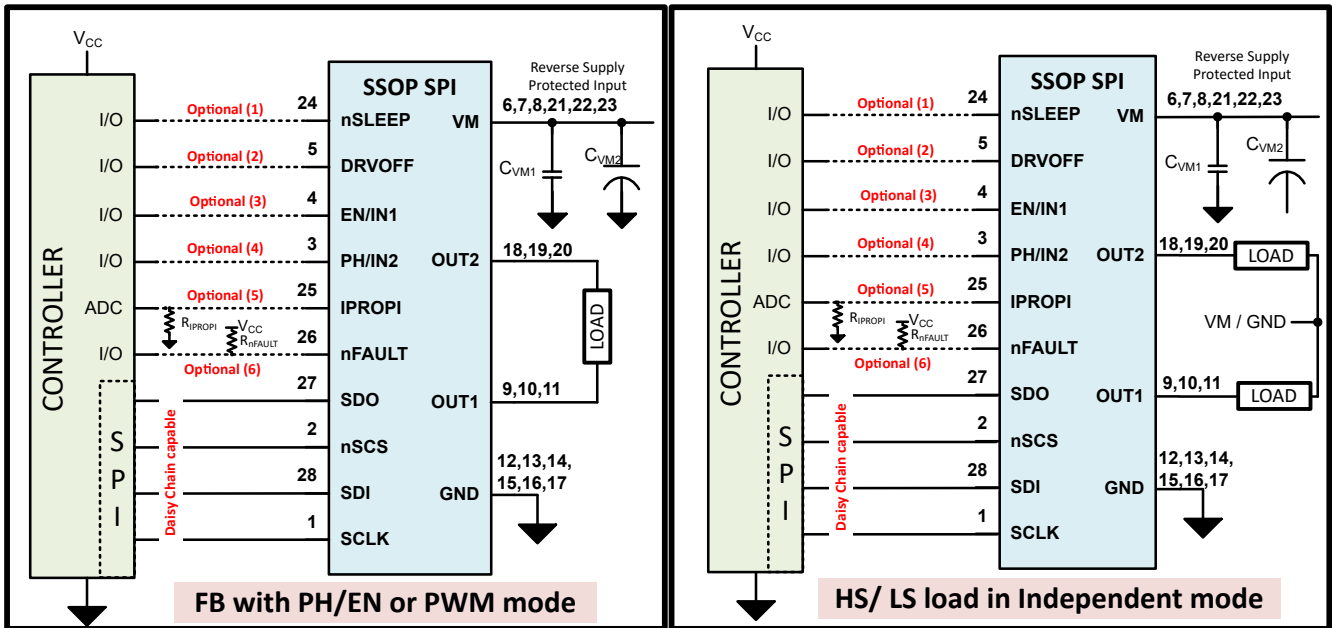 VCC
CONTROLLER
I/O
I/O
I/O
I/O
ADC
I/O
S
P
I
Optional (1)
Optional (2)
Optional (3)
Optional (4)
Optional (5)
RIPROPI
VCC
RnFAULT
Optional (6)
Daisy Chain capable
24
5
4
3
25
26
27
2
28
1
SSOP SPI
nSLEEP
DRVOFF
EN/IN1
PH/IN2
IPROPI
nFAULT
SDO
nSCS
SDI
SCLK
VM
OUT2
OUT1
GND
Reverse Supply
Protected Input
6,7,8,21,22,23
CVM1
CVM2
18,19,20
LOAD
9,10,11
12,13,14,
15,16,17
FB with PH/EN or PWM mode
VCC
CONTROLLER
I/O
I/O
I/O
I/O
ADC
I/O
S
P
I
Optional (1)
Optional (2)
Optional (3)
Optional (4)
Optional (5)
RIPROPI
VCC
RnFAULT
Optional (6)
Daisy Chain capable
24
5
4
3
25
26
27
2
28
1
SSOP SPI
nSLEEP
DRVOFF
EN/IN1
PH/IN2
IPROPI
nFAULT
SDO
nSCS
SDI
SCLK
VM
OUT2
OUT1
GND
Reverse Supply
Protected Input
6,7,8,21,22,23
CVM1
CVM2
18,19,20
LOAD
VM / GND
9,10,11
LOAD
12,13,14,
15,16,17
HS/ LS load in Independent mode